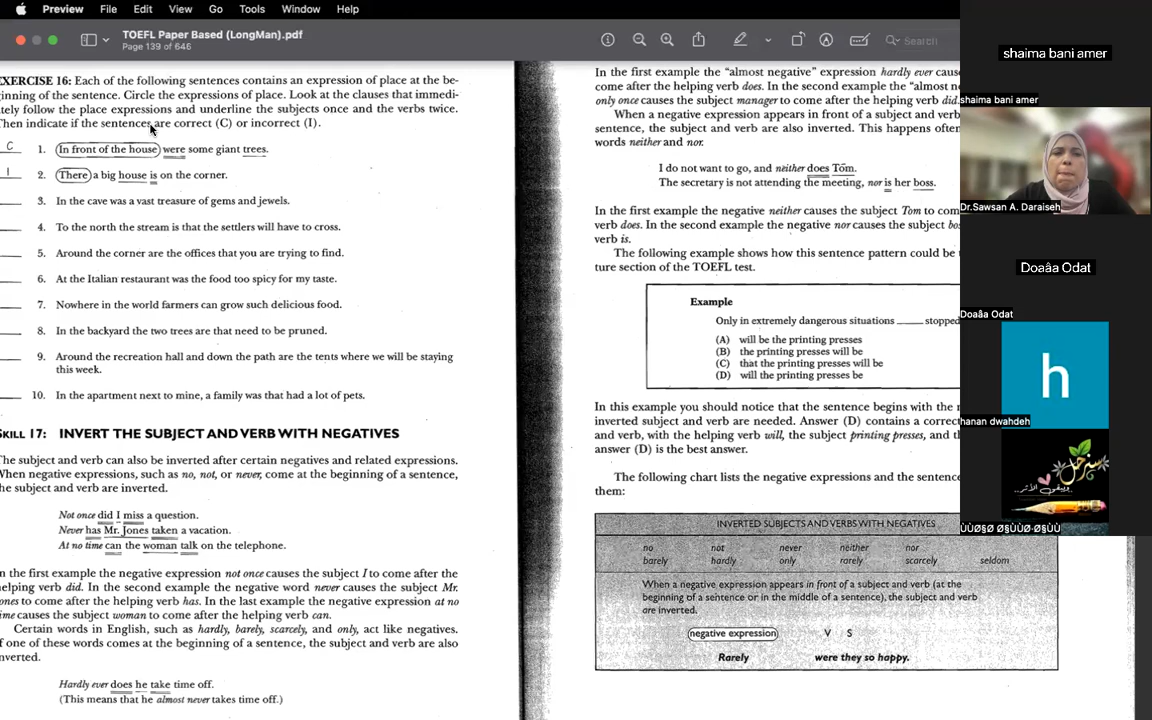 Preview File Edit View Go Tools Window Help
TOEFL Paper Based (LongMan).pdf
Page 139 of 646
Search
EXERCISE 16: Each of the following sentences contains an expression of place at the be-
ginning of the sentence. Circle the expressions of place. Look at the clauses that immedi-
ately follow the place expressions and underline the subjects once and the verbs twice.
Then indicate if the sentences are correct (C) or incorrect (I).
C 1. In front of the house were some giant trees.
I 2. There a big house is on the corner.
3. In the cave was a vast treasure of gems and jewels.
4. To the north the stream is that the settlers will have to cross.
5. Around the corner are the offices that you are trying to find.
6. At the Italian restaurant was the food too spicy for my taste.
7. Nowhere in the world farmers can grow such delicious food.
8. In the backyard the two trees are that need to be pruned.
9. Around the recreation hall and down the path are the tents where we will be staying
this week.
10. In the apartment next to mine, a family was that had a lot of pets.
SKILL 17: INVERT THE SUBJECT AND VERB WITH NEGATIVES
The subject and verb can also be inverted after certain negatives and related expressions.
When negative expressions, such as no, not, or never, come at the beginning of a sentence,
the subject and verb are inverted.
Not once did I miss a question.
Never has Mr. Jones taken a vacation.
At no time can the woman talk on the telephone.
In the first example the negative expression not once causes the subject I to come after the
helping verb did. In the second example the negative word never causes the subject Mr.
Jones to come after the helping verb has. In the last example the negative expression at no
time causes the subject woman to come after the helping verb can.
Certain words in English, such as hardly, barely, scarcely, and only, act like negatives.
If one of these words comes at the beginning of a sentence, the subject and verb are also
inverted.
Hardly ever does he take time off.
(This means that he almost never takes time off.)
In the first example the "almost negative" expression hardly ever cause
come after the helping verb does. In the second example the "almost n
only once causes the subject manager to come after the helping verb did
When a negative expression appears in front of a subject and verb
sentence, the subject and verb are also inverted. This happens often
words neither and nor.
I do not want to go, and neither does Tom.
The secretary is not attending the meeting, nor is her boss.
In the first example the negative neither causes the subject Tom to com
verb does. In the second example the negative nor causes the subject bos
verb is.
The following example shows how this sentence pattern could be
ture section of the TOEFL test.
Example
Only in extremely dangerous situations ____ stopped
(A) will be the printing presses
(B) the printing presses will be
(C) that the printing presses will be
(D) will the printing presses be
In this example you should notice that the sentence begins with the n
inverted subject and verb are needed. Answer (D) contains a correc
and verb, with the helping verb will, the subject printing presses, and t
answer (D) is the best answer.
The following chart lists the negative expressions and the sentence
them:
INVERTED SUBJECTS AND VERBS WITH NEGATIVES
no not never neither nor
barely hardly only rarely scarcely seldom
When a negative expression appears in front of a subject and verb (at the
beginning of a sentence or in the middle of a sentence), the subject and verb
are inverted.
negative expression V S
Rarely were they so happy.
shaima bani amer
shaima bani amer
Dr.Sawsan A. Daraiseh
Doaâa Odat
Doaâa Odat
h
hanan dwahdeh